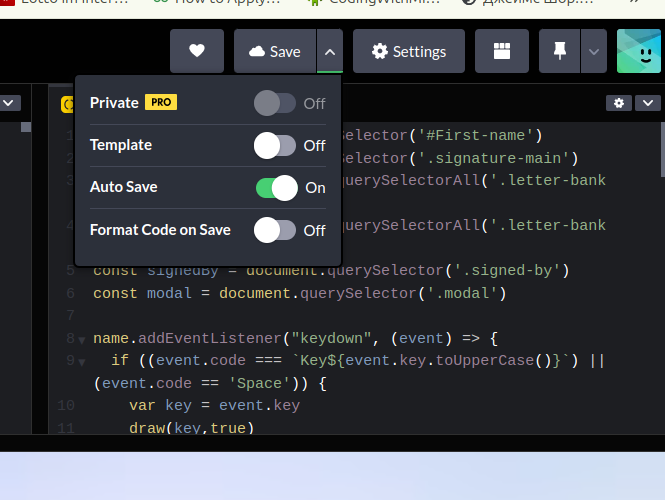 Lotto im Inter...
How to Apply...
CodingWithMi...
Джеймс Шор....
Save
Settings
Private PRO Off
Template Off
Auto Save On
Format Code on Save Off
1 Selector('#First-name')
2 Selector('.signature-main')
3 querySelectorAll('.letter-bank
4 querySelectorAll('.letter-bank
5 const signedBy = document.querySelector('.signed-by')
6 const modal = document.querySelector('.modal')
7
8 name.addEventListener("keydown", (event) => {
9 if ((event.code === `Key${event.key.toUpperCase()}`) ||
(event.code == 'Space')) {
10 var key = event.key
11 draw(key,true)